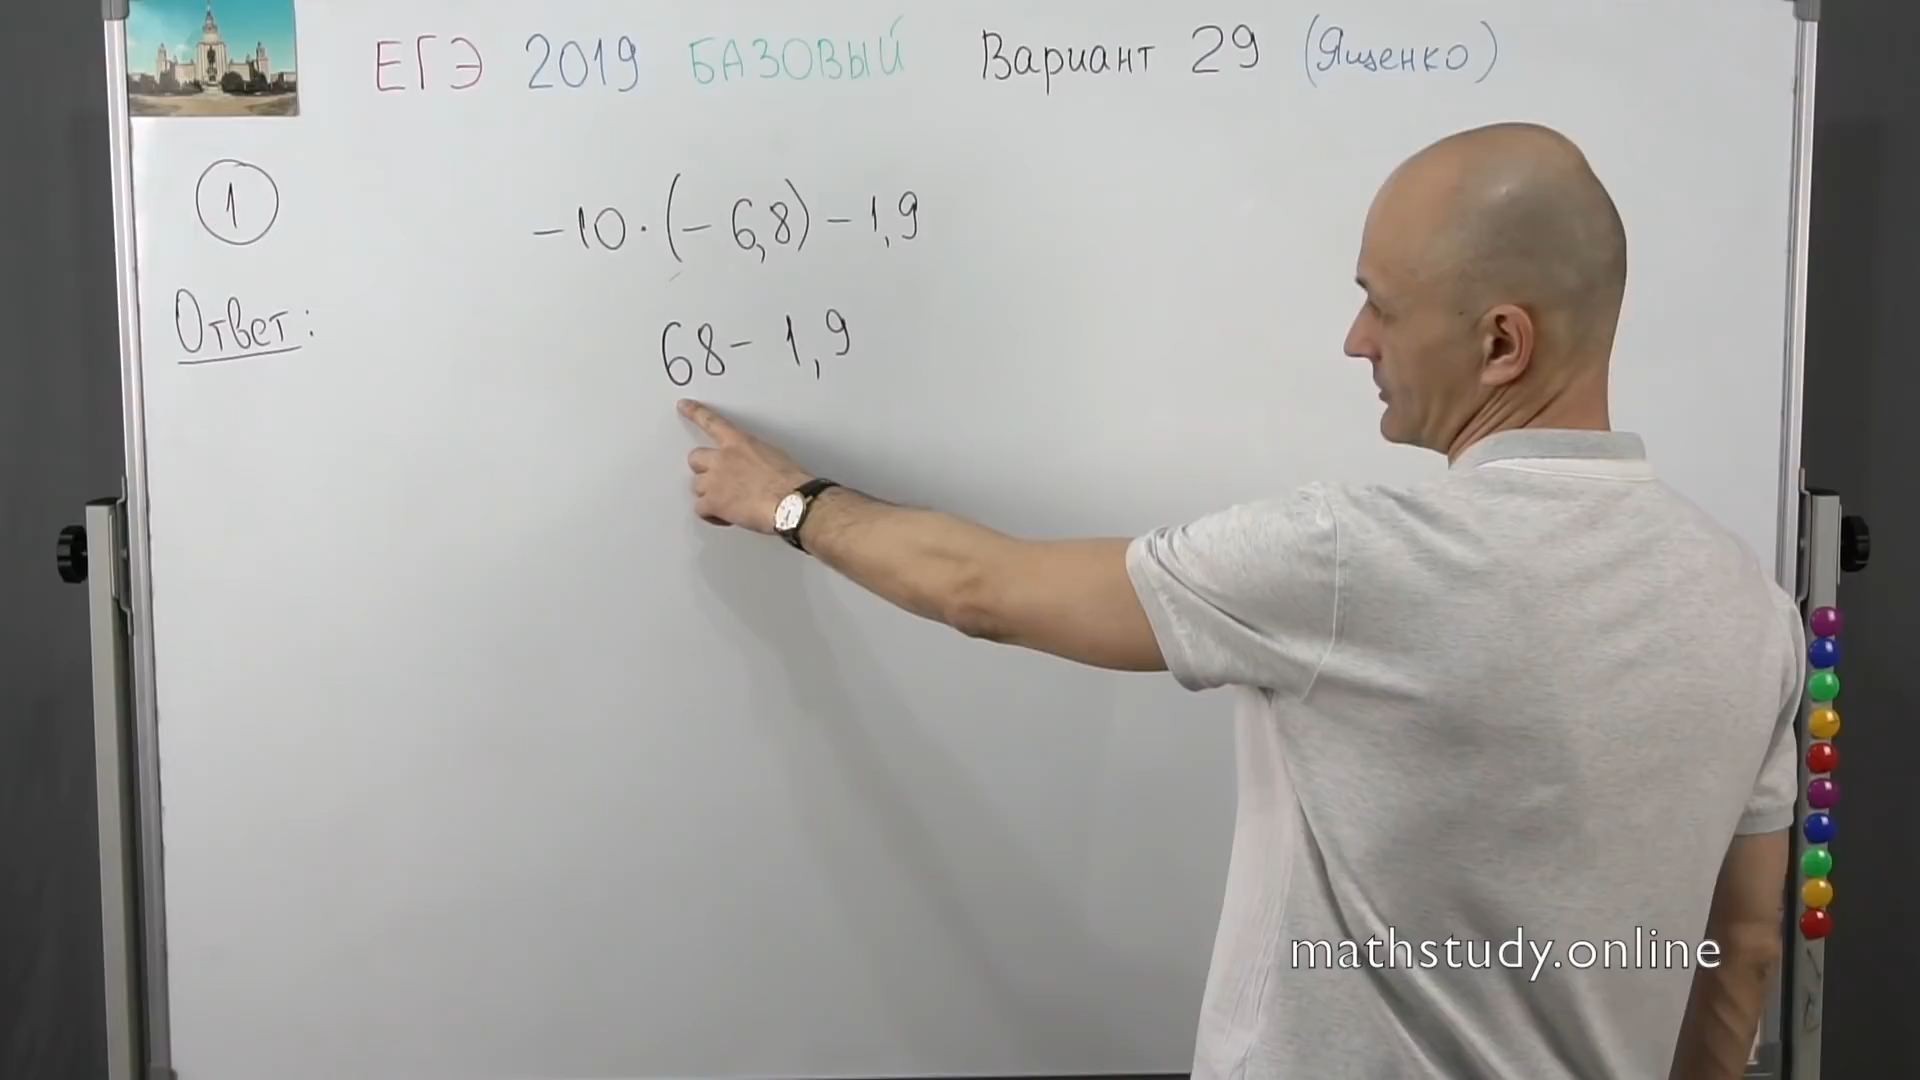 ЕГЭ 2019 БАЗОВЫЙ Вариант 29 (Ященко)
1
-10·(-6,8)-1,9
Ответ:
68-1,9
mathstudy.online